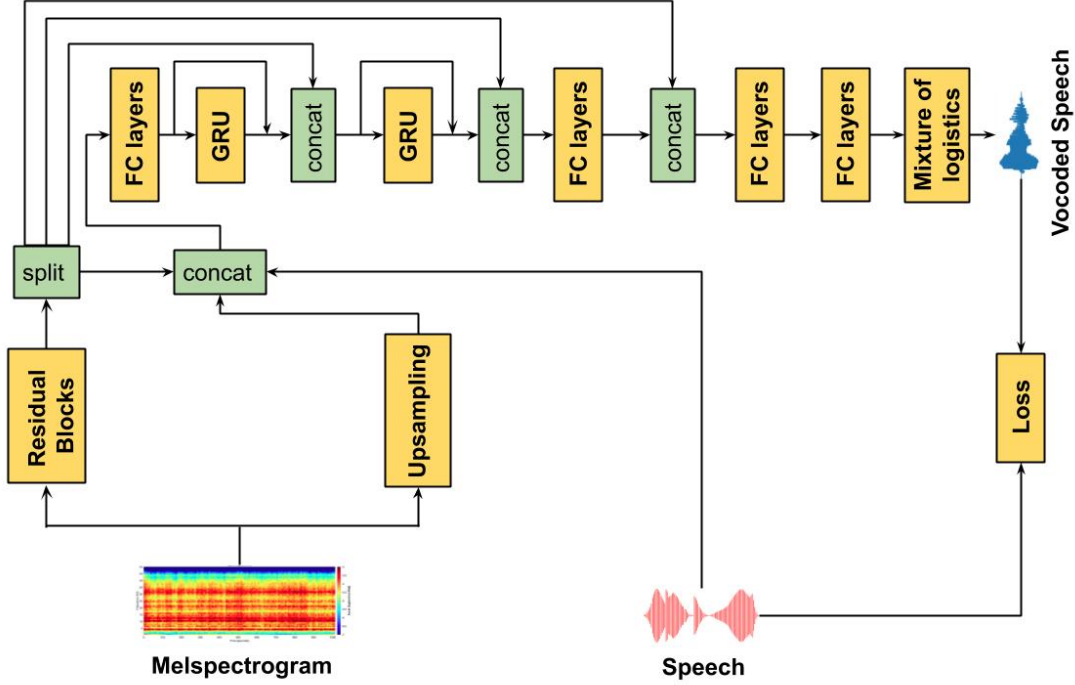 FC layers
GRU
concat
GRU
concat
FC layers
concat
FC layers
FC layers
Mixture of
logistics
Vocoded Speech
split
concat
Residual
Blocks
Upsampling
Loss
Melspectrogram
Speech